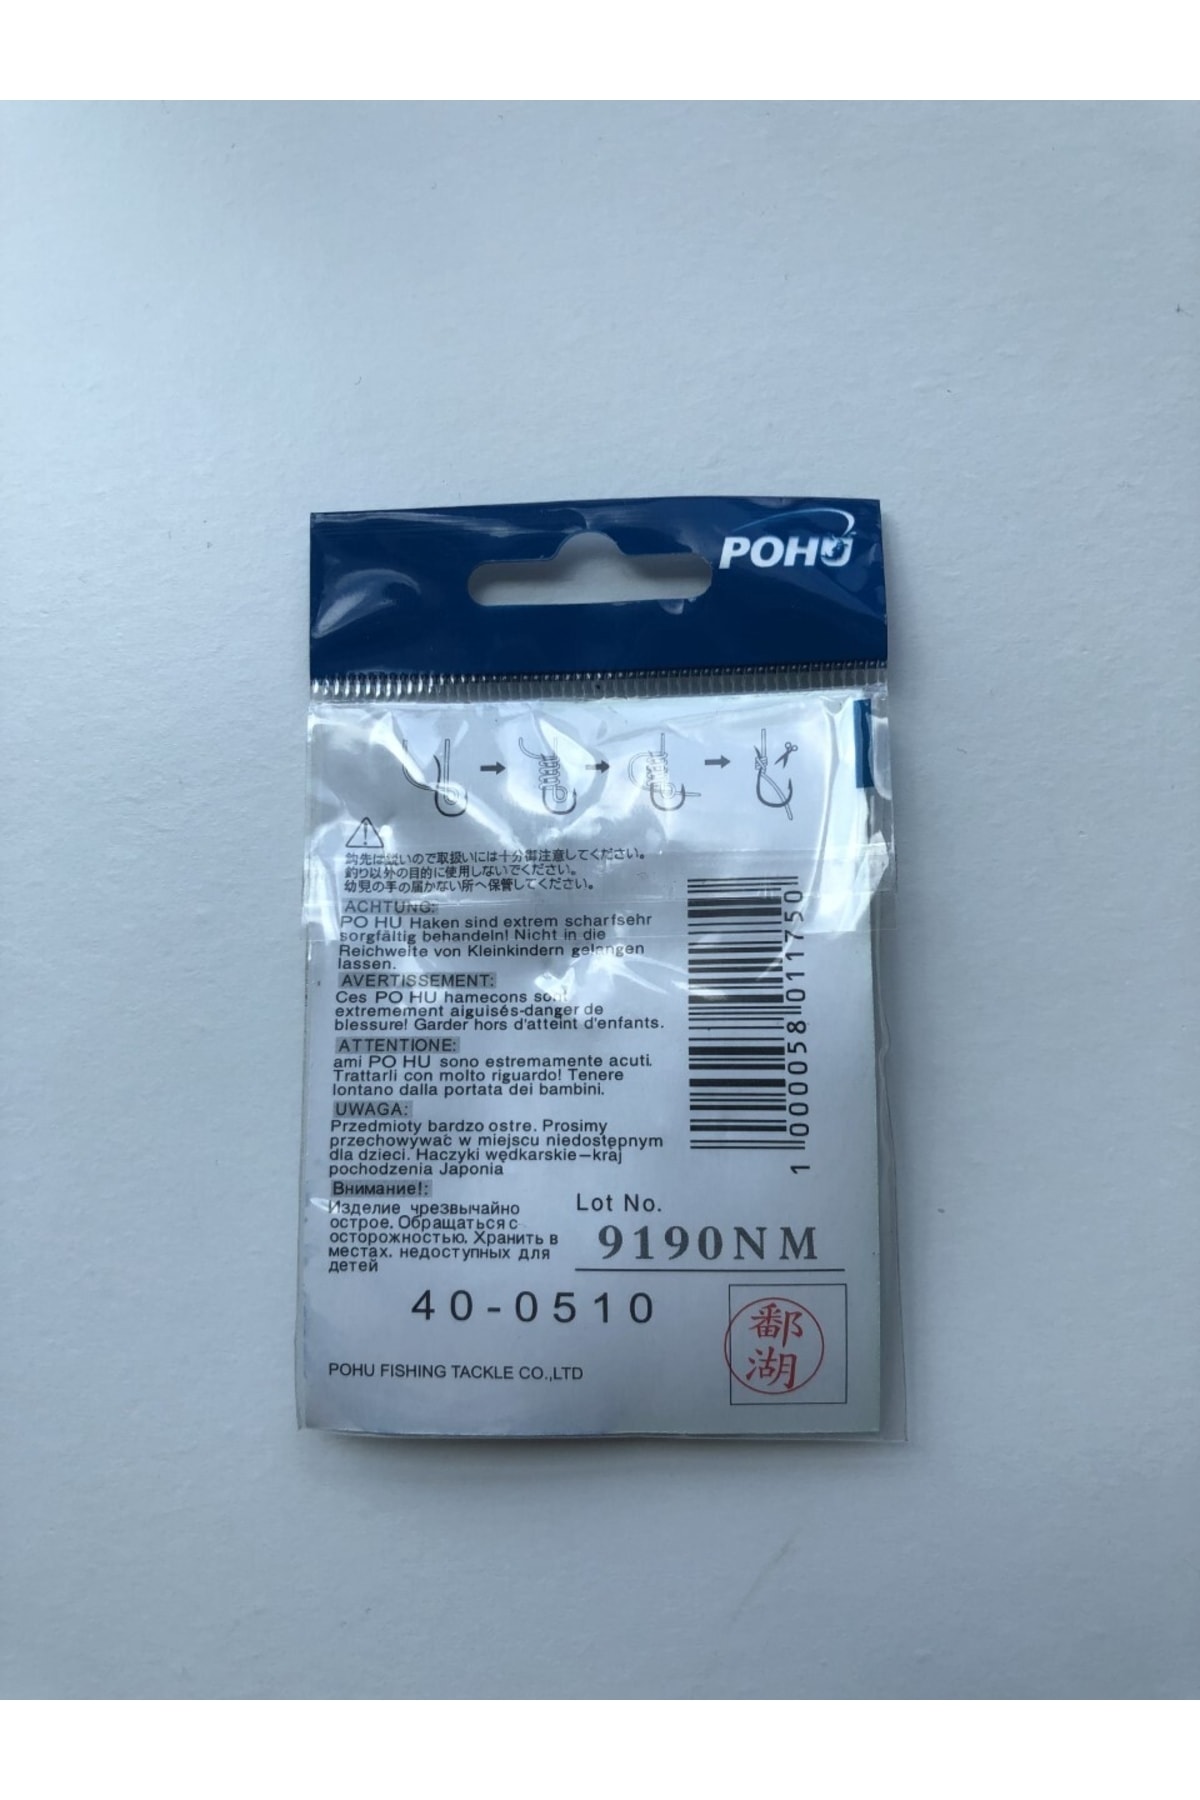 POHU
釣先は鋭いので取扱いには十分御注意してください。
釣り以外の目的に使用しないでください。
幼児の手の届かない所へ保管してください。
ACHTUNG:
PO HU Haken sind extrem scharfsehr
sorgfältig behandeln! Nicht in die
Reichweite von Kleinkindern gelangen
lassen.
AVERTISSEMENT:
Ces PO HU hamecons sont
extremement aiguisés-danger de
blessure! Garder hors d'atteint d'enfants.
ATTENTIONE:
ami PO HU sono estremamente acuti.
Trattarli con molto riguardo! Tenere
lontano dalla portata dei bambini.
UWAGA:
Przedmioty bardzo ostre. Prosimy
przechowywać w miejscu niedostępnym
dla dzieci. Haczyki wędkarskie—kraj
pochodzenia Japonia
Внимание!:
Изделие чрезвычайно
острое. Обращаться с
осторожностью. Хранить в
местах. недоступных для
детей
1000058011750
Lot No.
9190NM
40-0510
POHU FISHING TACKLE CO.,LTD
鄱
湖